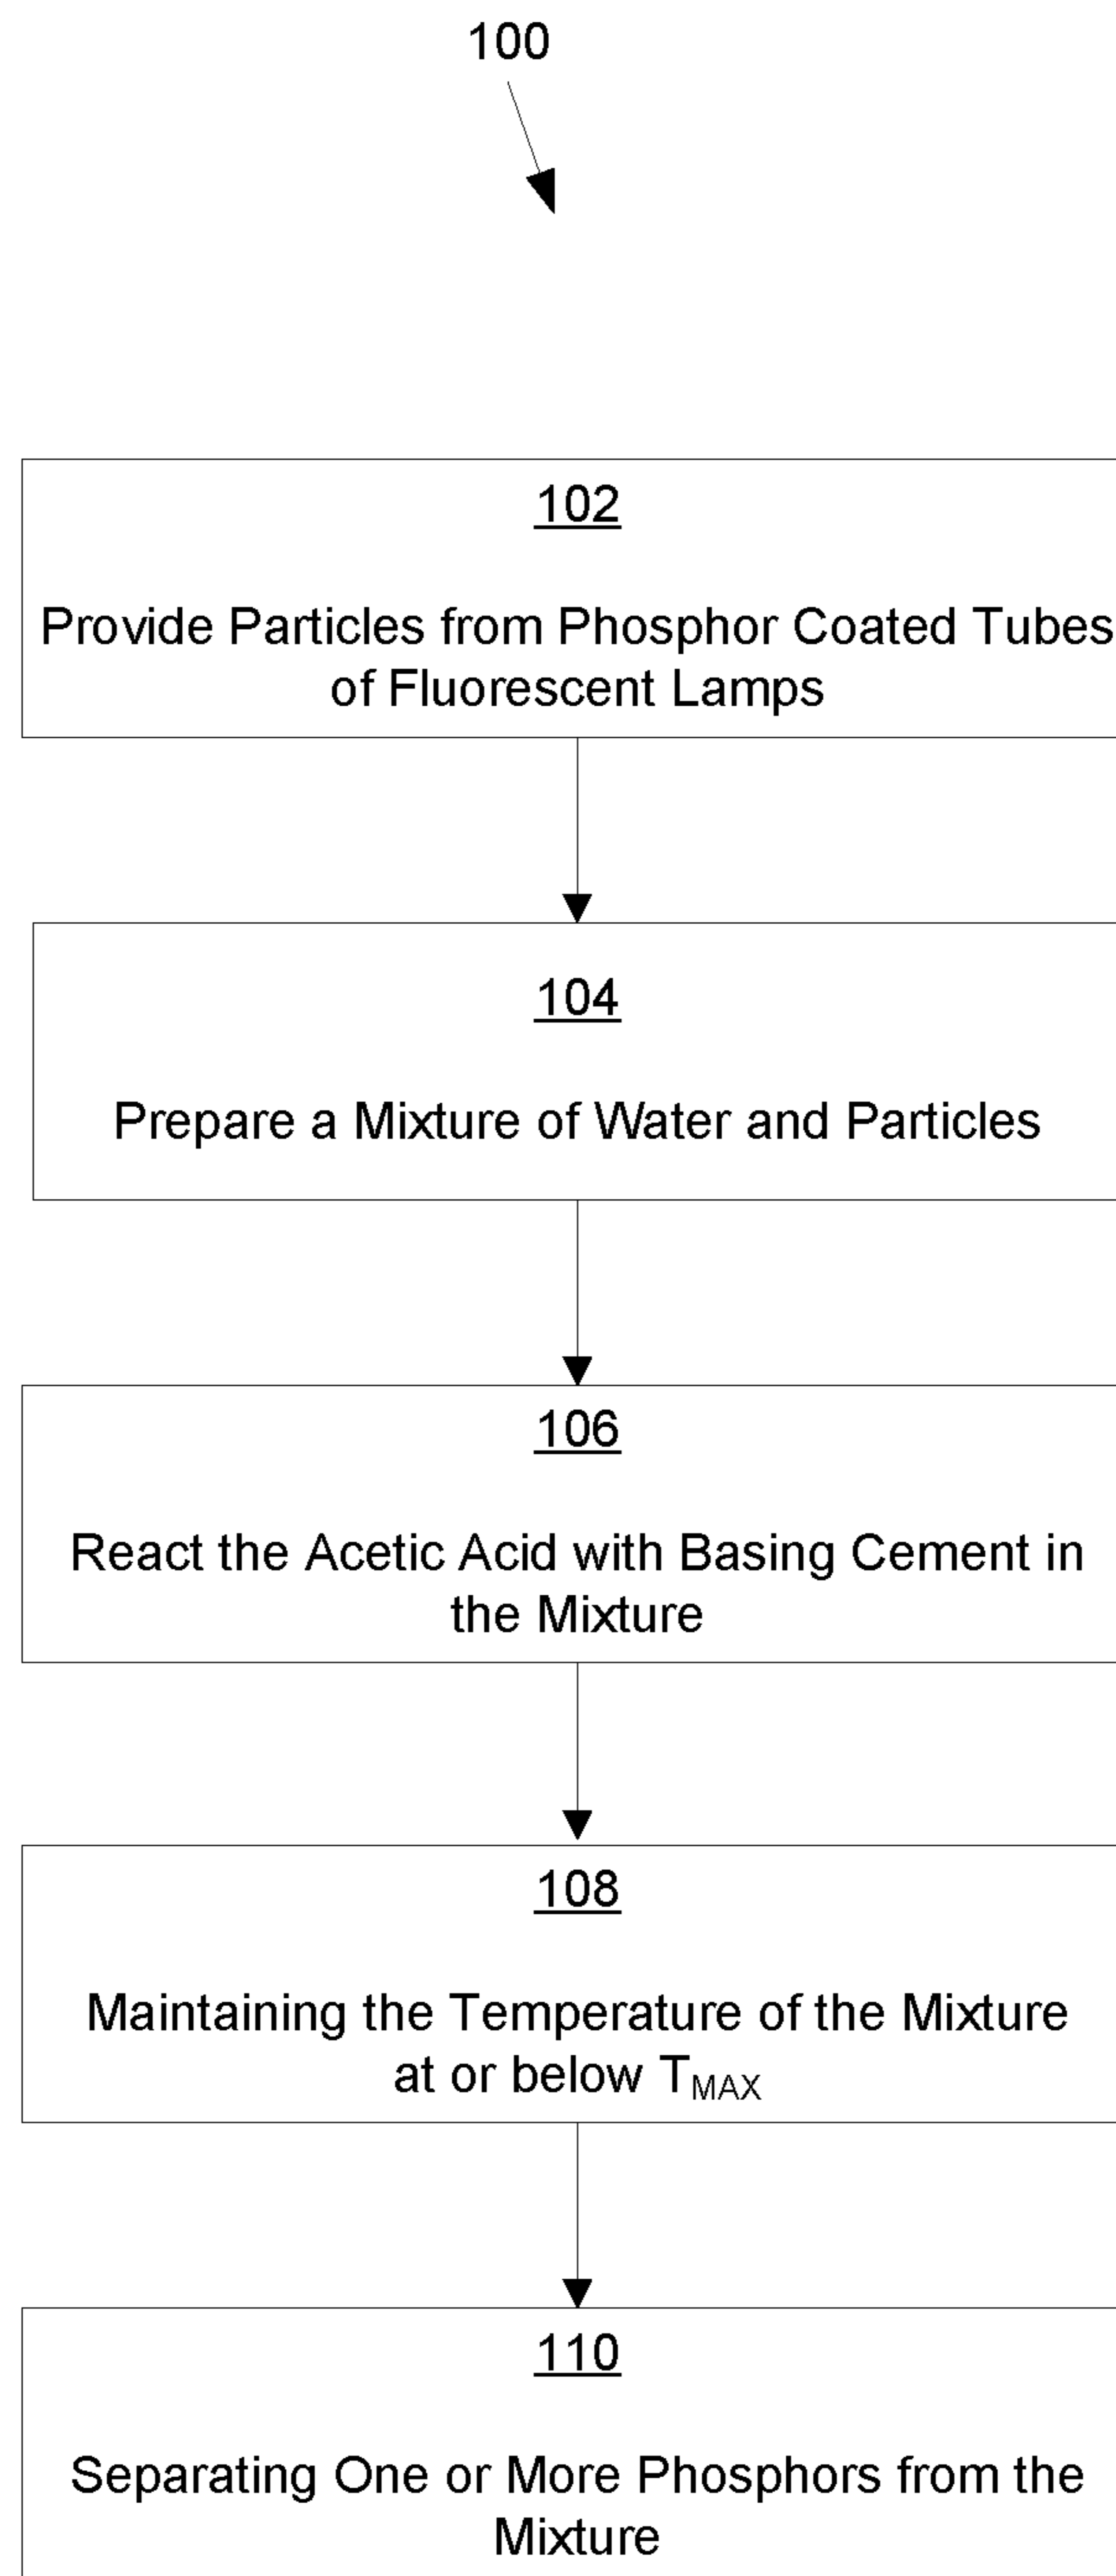 100
102
Provide Particles from Phosphor Coated Tubes
of Fluorescent Lamps
104
Prepare a Mixture of Water and Particles
106
React the Acetic Acid with Basing Cement in
the Mixture
108
Maintaining the Temperature of the Mixture
at or below TMAX
110
Separating One or More Phosphors from the
Mixture